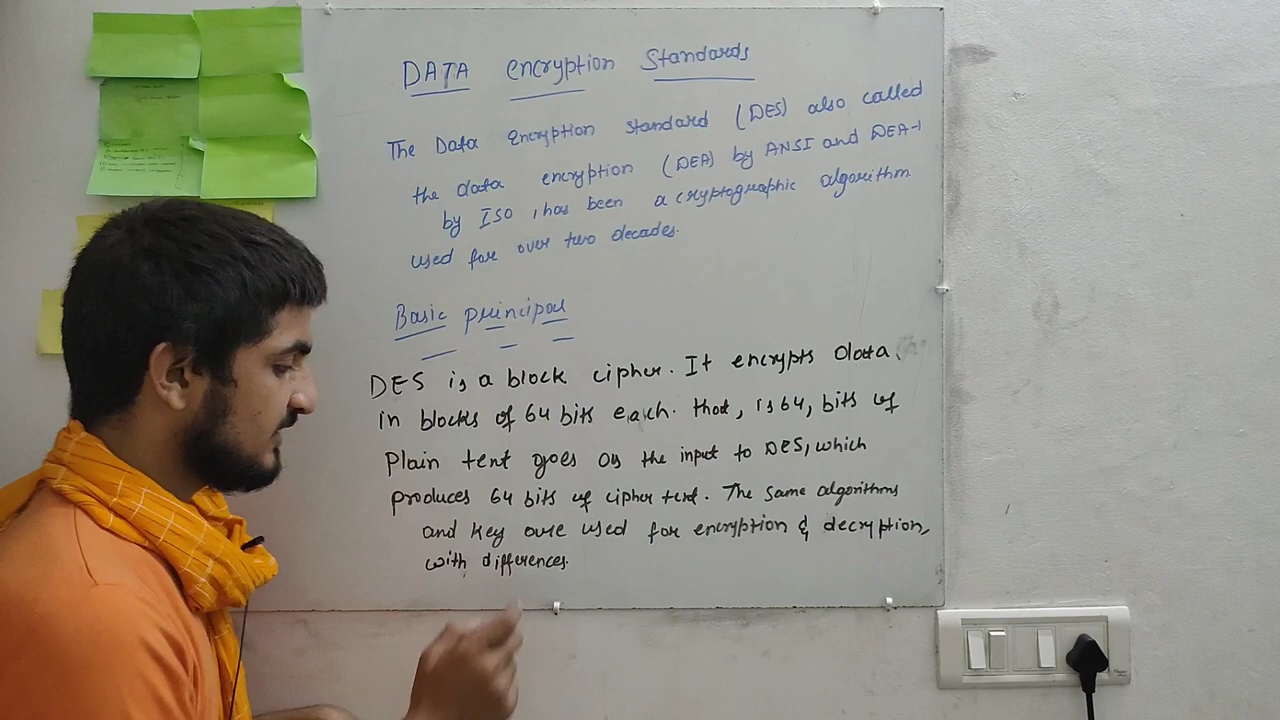 DATA encryption Standards
The Data encryption standard (DES) also called
the data encryption (DEA) by ANSI and DEA-1
by ISO, has been a cryptographic algorithm
used for over two decades.
Basic principal
DES is a block cipher. It encrypts data
in blocks of 64 bits each. that, is 64, bits of
Plain text goes as the input to DES, which
produces 64 bits of cipher text. The same algorithms
and key are used for encryption & decryption,
with differences.